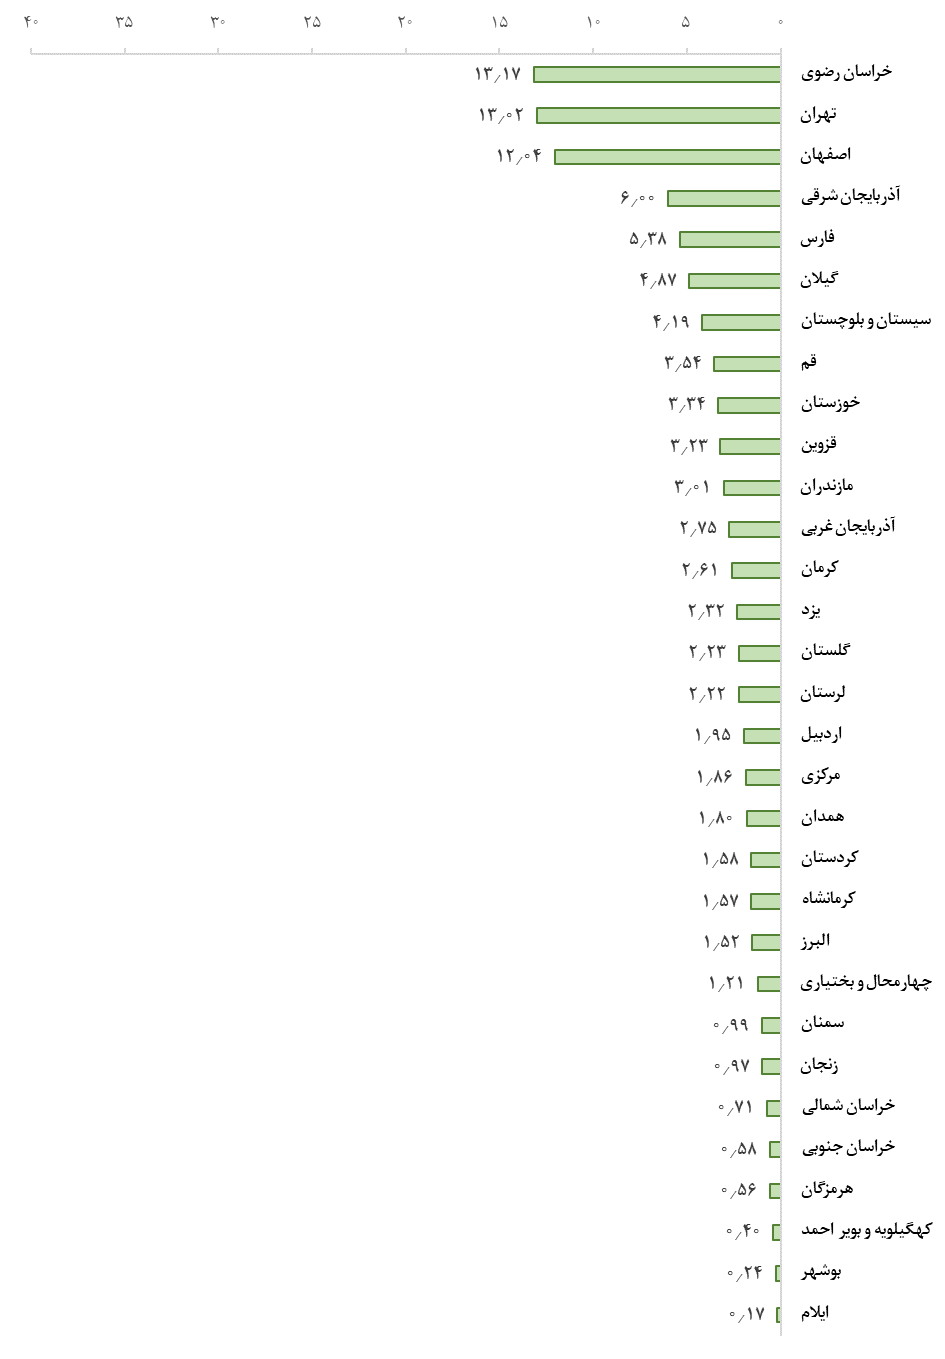 ۰ ۵ ۱۰ ۱۵ ۲۰ ۲۵ ۳۰ ۳۵ ۴۰
خراسان رضوی ۱۳٫۱۷
تهران ۱۳٫۰۲
اصفهان ۱۲٫۰۴
آذربایجان شرقی ۶٫۰۰
فارس ۵٫۳۸
گیلان ۴٫۸۷
سیستان و بلوچستان ۴٫۱۹
قم ۳٫۵۴
خوزستان ۳٫۳۴
قزوین ۳٫۲۳
مازندران ۳٫۰۱
آذربایجان غربی ۲٫۷۵
کرمان ۲٫۶۱
یزد ۲٫۳۲
گلستان ۲٫۲۳
لرستان ۲٫۲۲
اردبیل ۱٫۹۵
مرکزی ۱٫۸۶
همدان ۱٫۸۰
کردستان ۱٫۵۸
کرمانشاه ۱٫۵۷
البرز ۱٫۵۲
چهارمحال و بختیاری ۱٫۲۱
سمنان ۰٫۹۹
زنجان ۰٫۹۷
خراسان شمالی ۰٫۷۱
خراسان جنوبی ۰٫۵۸
هرمزگان ۰٫۵۶
کهگیلویه و بویر احمد ۰٫۴۰
بوشهر ۰٫۲۴
ایلام ۰٫۱۷